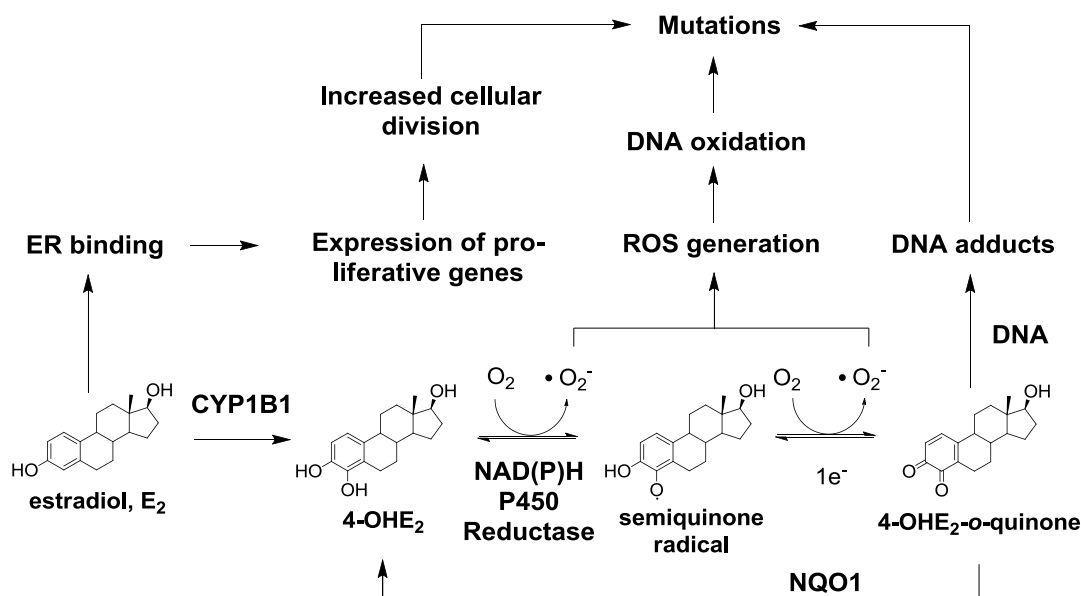 Mutations
Increased cellular
division
DNA oxidation
ER binding
Expression of pro-
liferative genes
ROS generation
DNA adducts
DNA
OH
HO
estradiol, E₂
CYP1B1
OH
HO
OH
4-OHE₂
O₂
• O₂⁻
NAD(P)H
P450
Reductase
OH
HO
O
semiquinone
radical
O₂
• O₂⁻
1e⁻
OH
O
O
4-OHE₂-o-quinone
NQO1